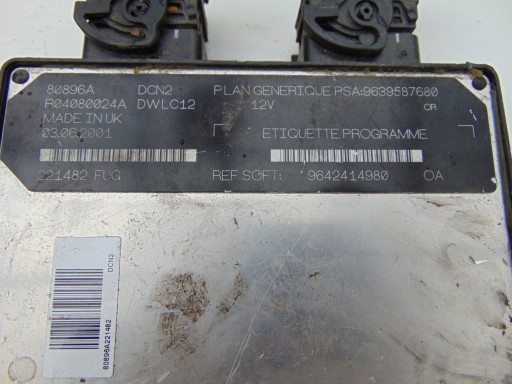 80896A DCN2 PLAN GENERIQUE PSA:9639587680
R04080024A DWLC12 12V OR
MADE IN UK
03.06.2001 ETIQUETTE PROGRAMME
221482 FUG REF SOFT: 9642414980 OA
DCN2
80896A221482